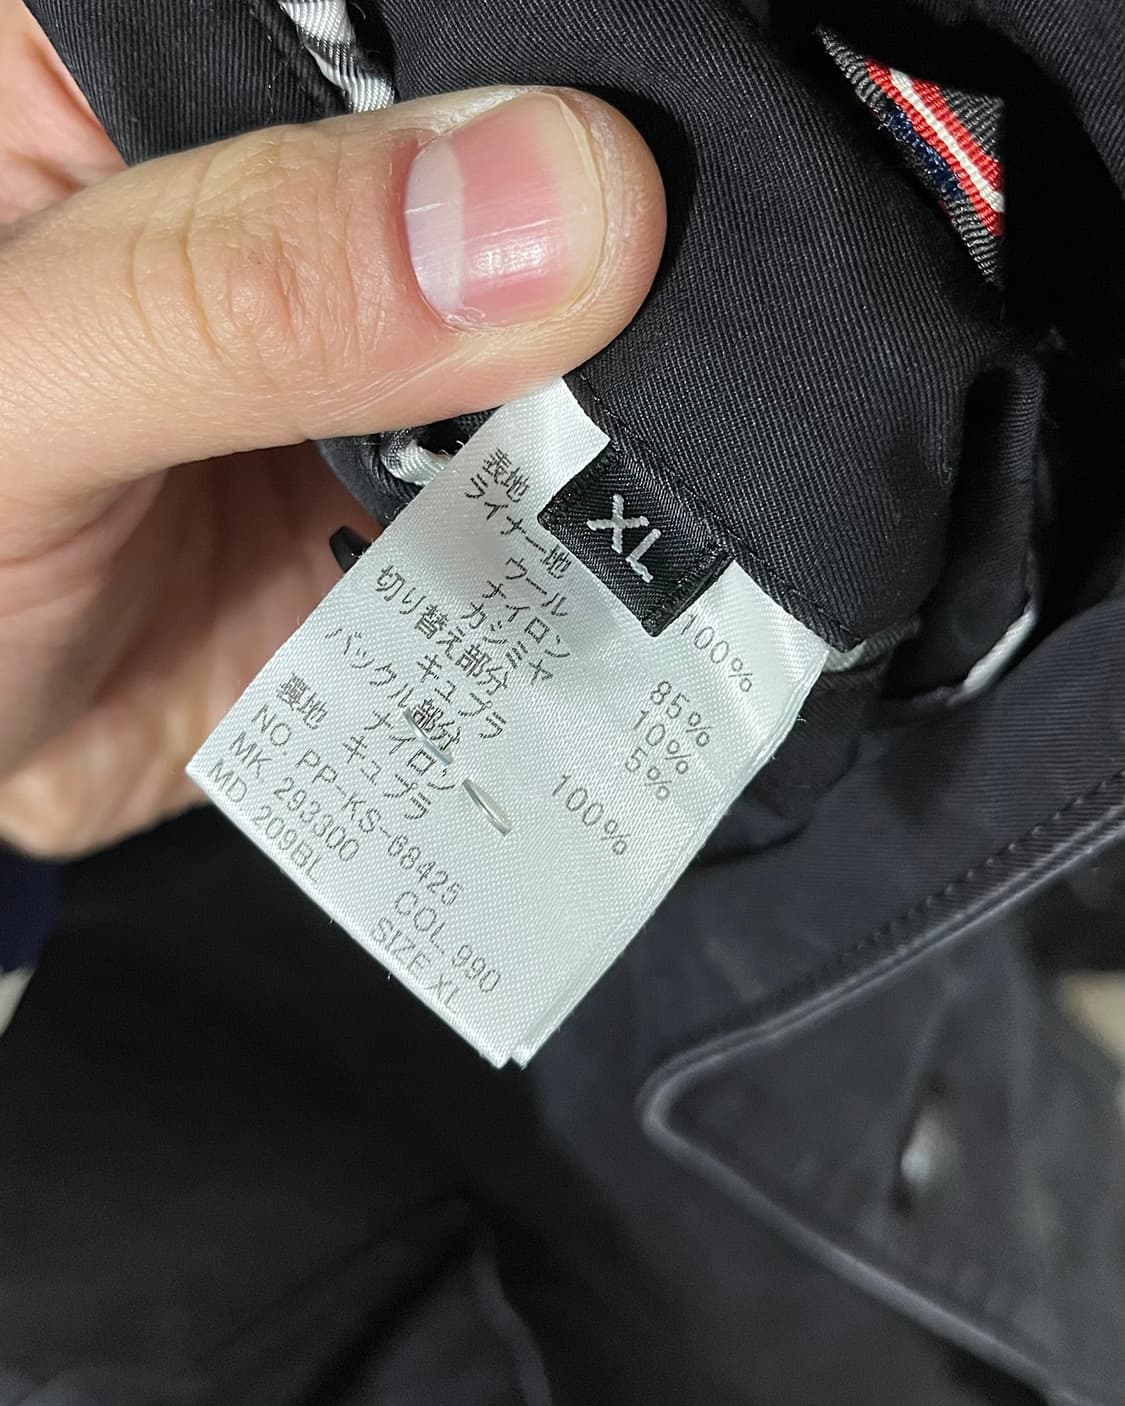 XL
表地 100%
ライナー地
ウール 85%
ナイロン 10%
カシミヤ 5%
切り替え部分
キュプラ 100%
バックル部分
ナイロン
裏地 キュプラ
NO. PP-KS-68425
MK 293300 COL 990
MD 209BL SIZE XL